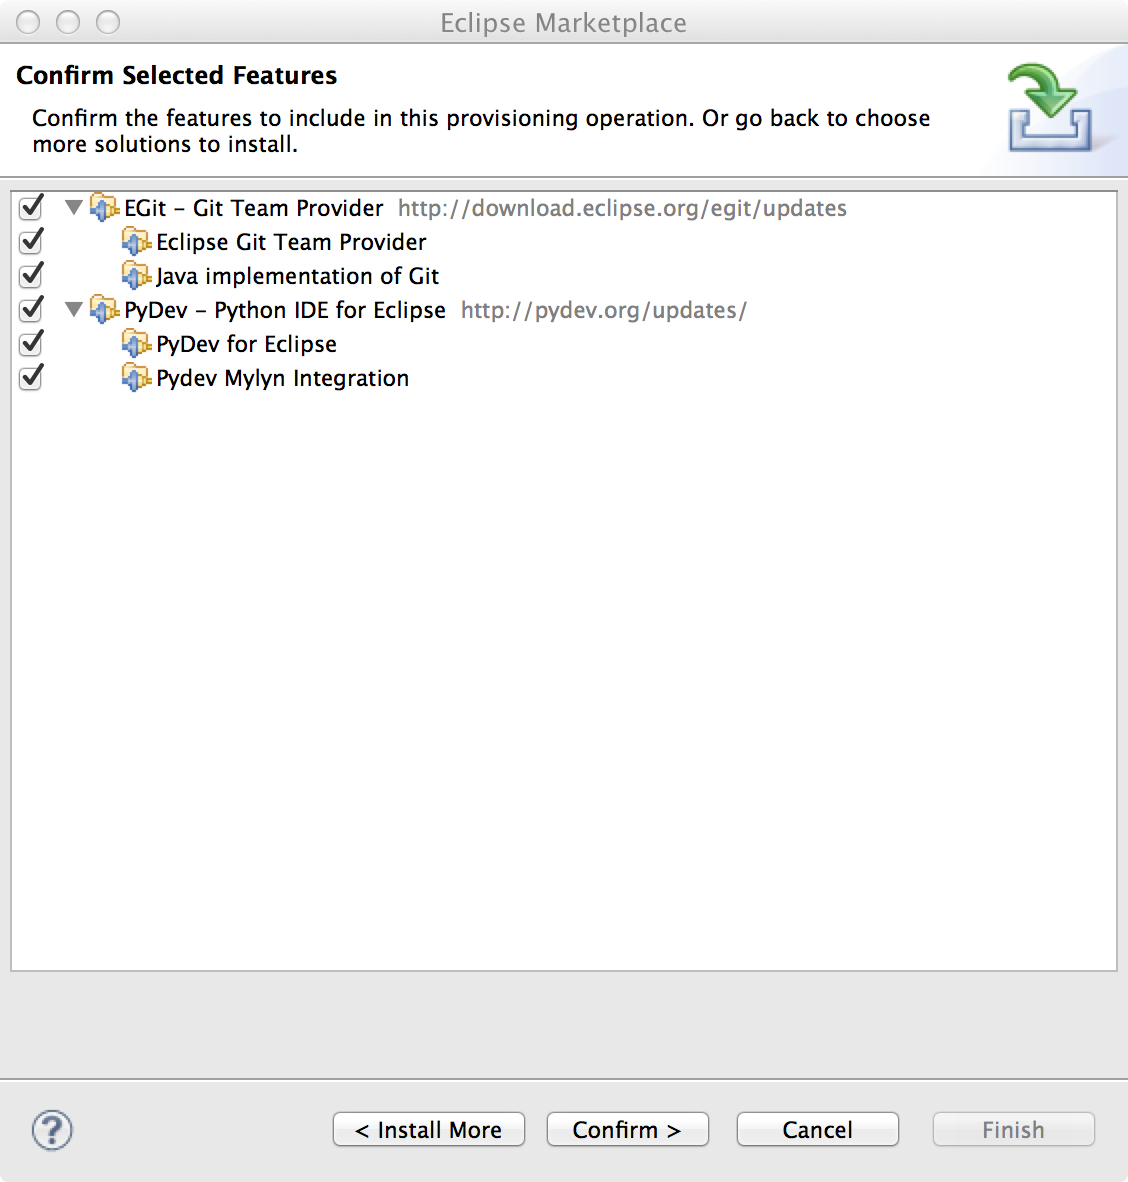 Eclipse Marketplace
Confirm Selected Features
Confirm the features to include in this provisioning operation. Or go back to choose
more solutions to install.
EGit - Git Team Provider http://download.eclipse.org/egit/updates
Eclipse Git Team Provider
Java implementation of Git
PyDev - Python IDE for Eclipse http://pydev.org/updates/
PyDev for Eclipse
Pydev Mylyn Integration
? < Install More Confirm > Cancel Finish